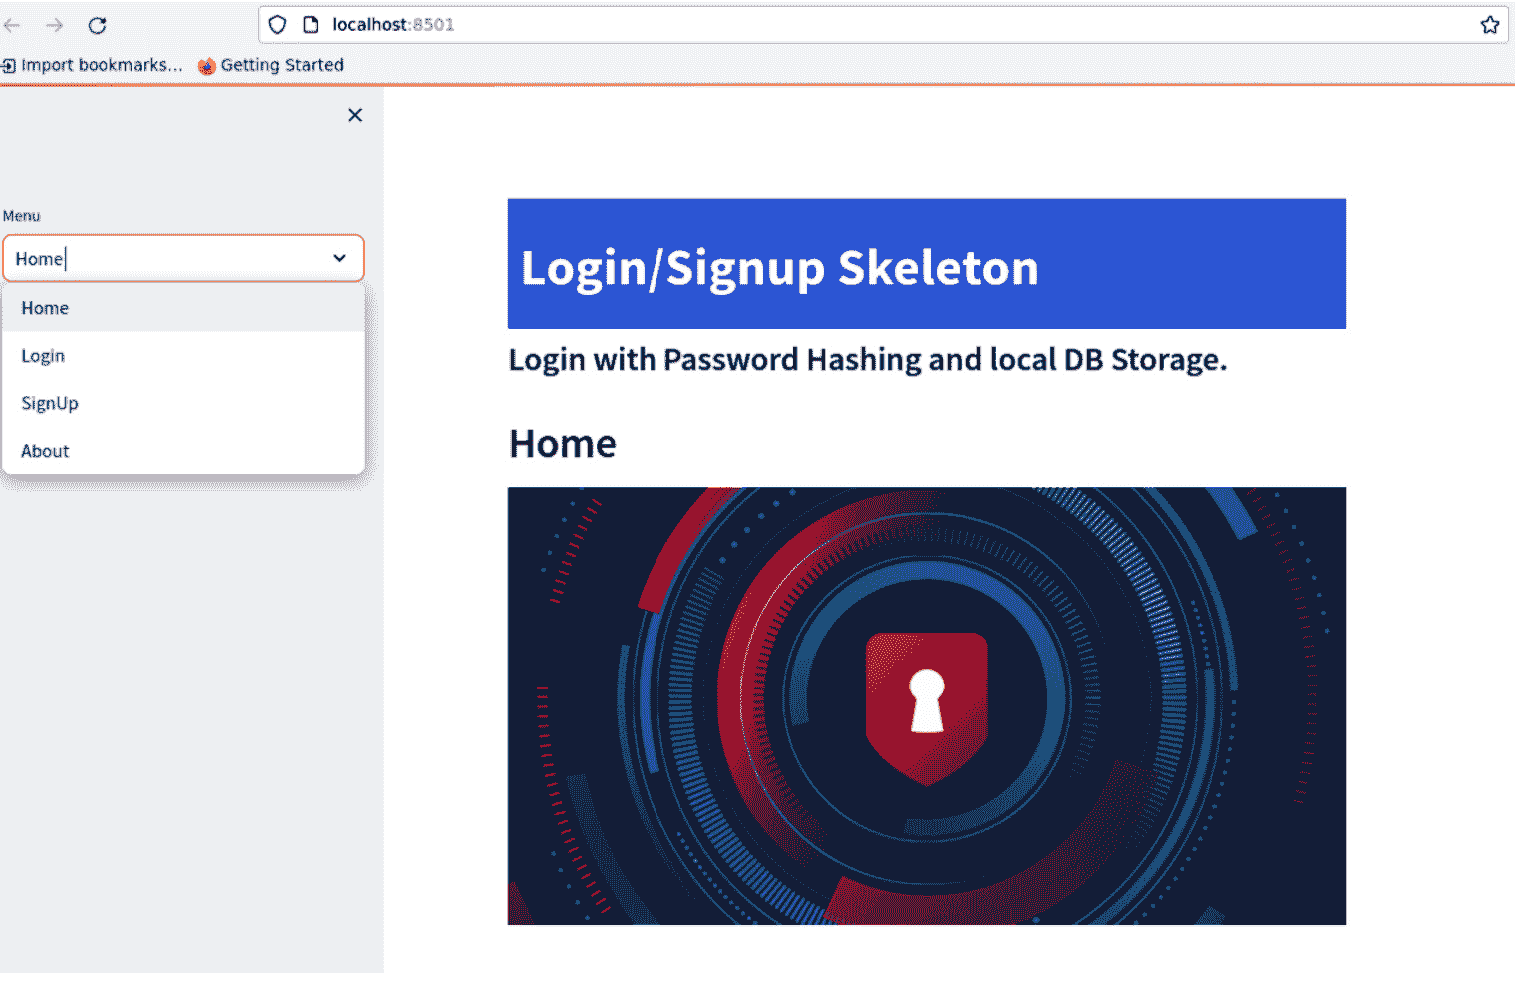 localhost:8501
Import bookmarks... Getting Started
Menu
Home
Home
Login
SignUp
About
Login/Signup Skeleton
Login with Password Hashing and local DB Storage.
Home